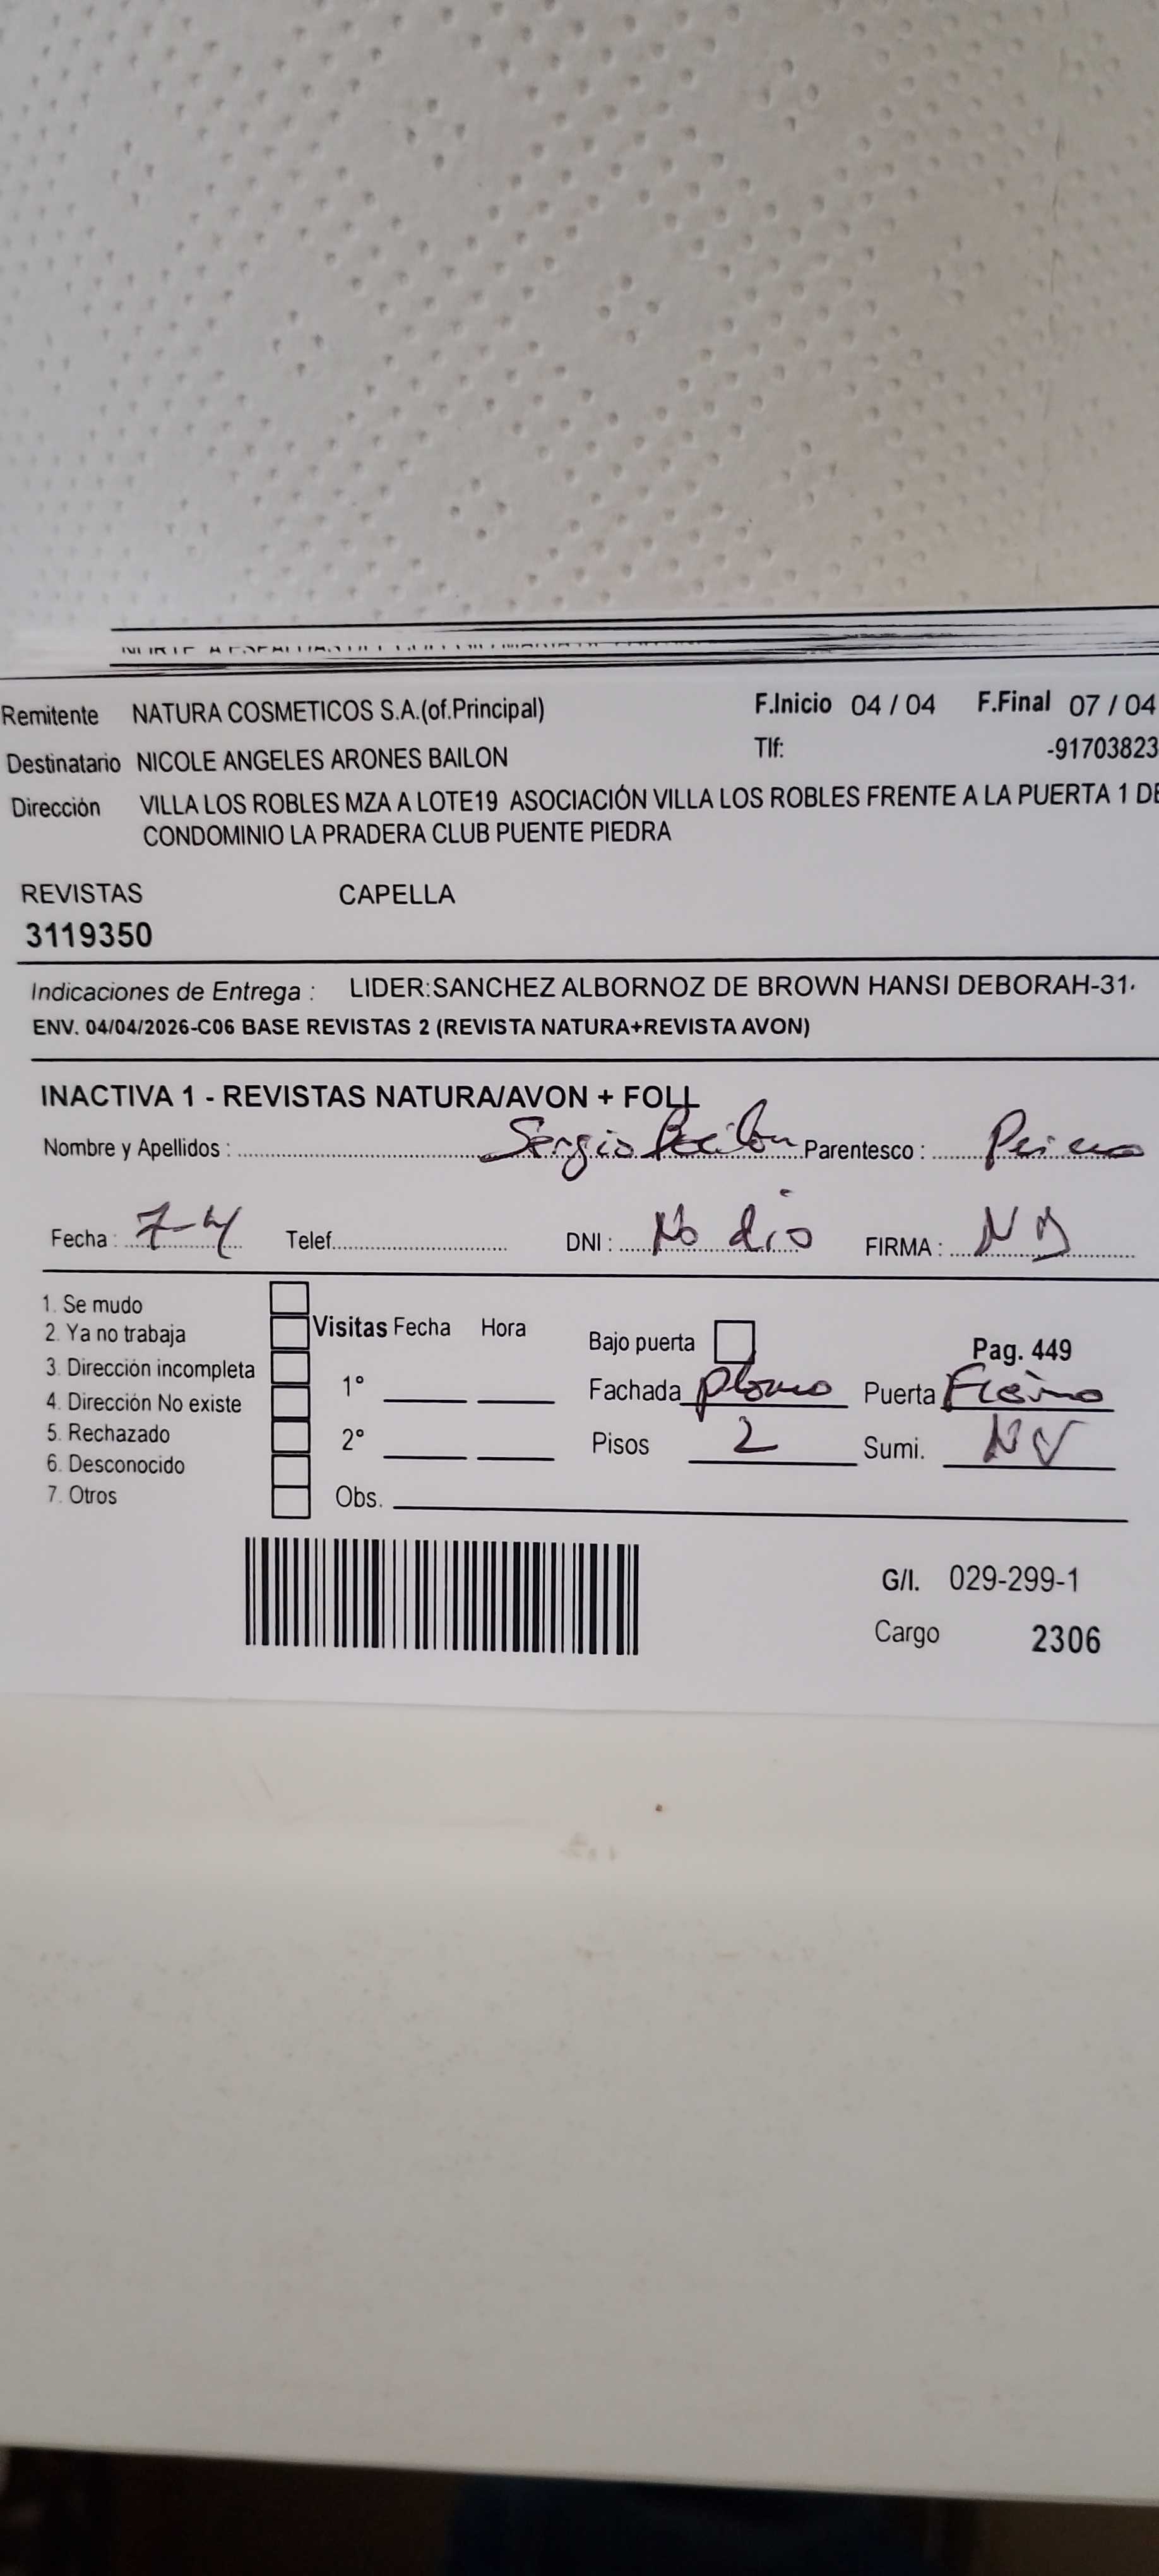 Remitente NATURA COSMETICOS S.A.(of.Principal) F.Inicio 04 / 04 F.Final 07 / 04
Destinatario NICOLE ANGELES ARONES BAILON Tlf: -91703823
Dirección VILLA LOS ROBLES MZA A LOTE19 ASOCIACIÓN VILLA LOS ROBLES FRENTE A LA PUERTA 1 DE
CONDOMINIO LA PRADERA CLUB PUENTE PIEDRA
REVISTAS CAPELLA
3119350
Indicaciones de Entrega : LIDER:SANCHEZ ALBORNOZ DE BROWN HANSI DEBORAH-31
ENV. 04/04/2026-C06 BASE REVISTAS 2 (REVISTA NATURA+REVISTA AVON)
INACTIVA 1 - REVISTAS NATURA/AVON + FOLL
Nombre y Apellidos : Sergio Bailon Parentesco : Primo
Fecha : 7-4 Telef. DNI : No dio FIRMA : ND
1. Se mudo
2. Ya no trabaja Visitas Fecha Hora Bajo puerta Pag. 449
3. Dirección incompleta 1° Fachada plomo Puerta Fierro
4. Dirección No existe
5. Rechazado 2° Pisos 2 Sumi. NV
6. Desconocido
7. Otros Obs.
G/I. 029-299-1
Cargo 2306